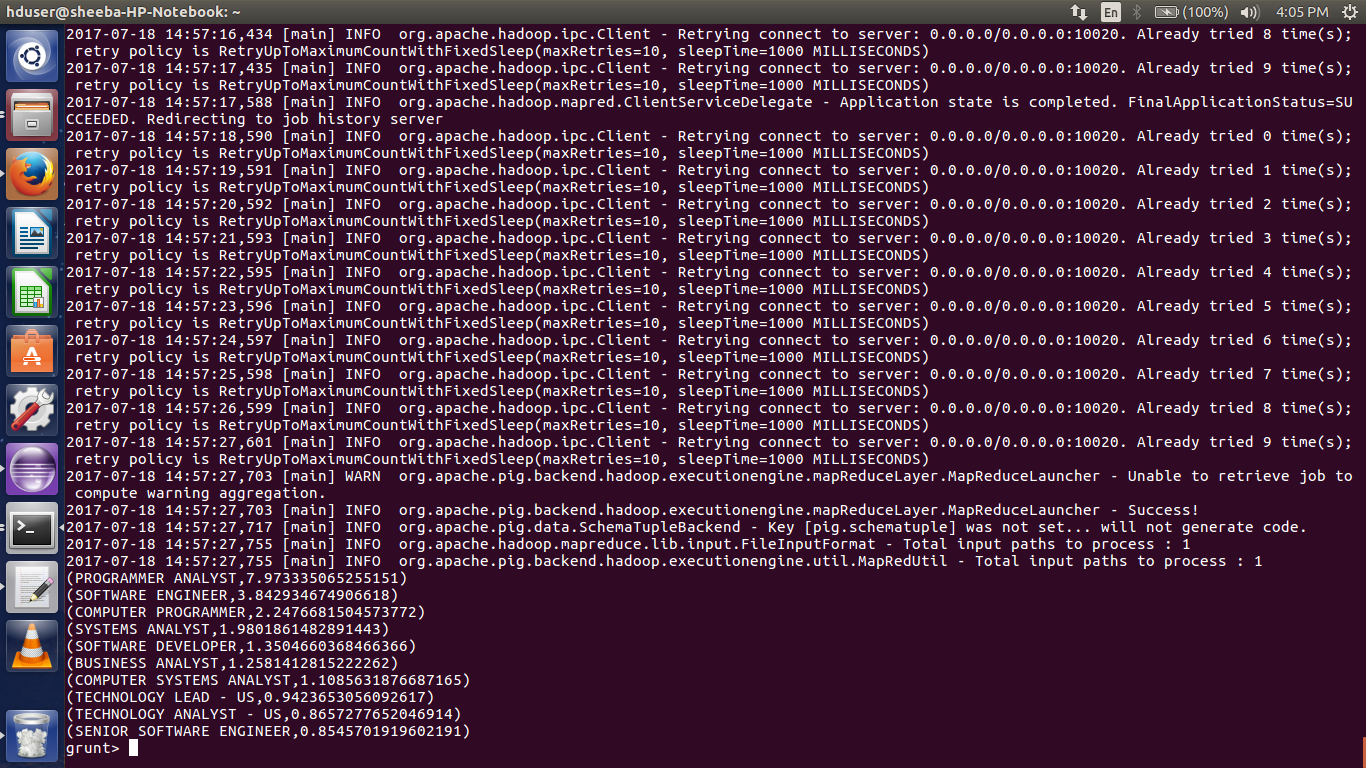 hduser@sheeba-HP-Notebook: ~
En
(100%)
4:05 PM
2017-07-18 14:57:16,434 [main] INFO  org.apache.hadoop.ipc.Client - Retrying connect to server: 0.0.0.0/0.0.0.0:10020. Already tried 8 time(s);
 retry policy is RetryUpToMaximumCountWithFixedSleep(maxRetries=10, sleepTime=1000 MILLISECONDS)
2017-07-18 14:57:17,435 [main] INFO  org.apache.hadoop.ipc.Client - Retrying connect to server: 0.0.0.0/0.0.0.0:10020. Already tried 9 time(s);
 retry policy is RetryUpToMaximumCountWithFixedSleep(maxRetries=10, sleepTime=1000 MILLISECONDS)
2017-07-18 14:57:17,588 [main] INFO  org.apache.hadoop.mapred.ClientServiceDelegate - Application state is completed. FinalApplicationStatus=SU
CCEEDED. Redirecting to job history server
2017-07-18 14:57:18,590 [main] INFO  org.apache.hadoop.ipc.Client - Retrying connect to server: 0.0.0.0/0.0.0.0:10020. Already tried 0 time(s);
 retry policy is RetryUpToMaximumCountWithFixedSleep(maxRetries=10, sleepTime=1000 MILLISECONDS)
2017-07-18 14:57:19,591 [main] INFO  org.apache.hadoop.ipc.Client - Retrying connect to server: 0.0.0.0/0.0.0.0:10020. Already tried 1 time(s);
 retry policy is RetryUpToMaximumCountWithFixedSleep(maxRetries=10, sleepTime=1000 MILLISECONDS)
2017-07-18 14:57:20,592 [main] INFO  org.apache.hadoop.ipc.Client - Retrying connect to server: 0.0.0.0/0.0.0.0:10020. Already tried 2 time(s);
 retry policy is RetryUpToMaximumCountWithFixedSleep(maxRetries=10, sleepTime=1000 MILLISECONDS)
2017-07-18 14:57:21,593 [main] INFO  org.apache.hadoop.ipc.Client - Retrying connect to server: 0.0.0.0/0.0.0.0:10020. Already tried 3 time(s);
 retry policy is RetryUpToMaximumCountWithFixedSleep(maxRetries=10, sleepTime=1000 MILLISECONDS)
2017-07-18 14:57:22,595 [main] INFO  org.apache.hadoop.ipc.Client - Retrying connect to server: 0.0.0.0/0.0.0.0:10020. Already tried 4 time(s);
 retry policy is RetryUpToMaximumCountWithFixedSleep(maxRetries=10, sleepTime=1000 MILLISECONDS)
2017-07-18 14:57:23,596 [main] INFO  org.apache.hadoop.ipc.Client - Retrying connect to server: 0.0.0.0/0.0.0.0:10020. Already tried 5 time(s);
 retry policy is RetryUpToMaximumCountWithFixedSleep(maxRetries=10, sleepTime=1000 MILLISECONDS)
2017-07-18 14:57:24,597 [main] INFO  org.apache.hadoop.ipc.Client - Retrying connect to server: 0.0.0.0/0.0.0.0:10020. Already tried 6 time(s);
 retry policy is RetryUpToMaximumCountWithFixedSleep(maxRetries=10, sleepTime=1000 MILLISECONDS)
2017-07-18 14:57:25,598 [main] INFO  org.apache.hadoop.ipc.Client - Retrying connect to server: 0.0.0.0/0.0.0.0:10020. Already tried 7 time(s);
 retry policy is RetryUpToMaximumCountWithFixedSleep(maxRetries=10, sleepTime=1000 MILLISECONDS)
2017-07-18 14:57:26,599 [main] INFO  org.apache.hadoop.ipc.Client - Retrying connect to server: 0.0.0.0/0.0.0.0:10020. Already tried 8 time(s);
 retry policy is RetryUpToMaximumCountWithFixedSleep(maxRetries=10, sleepTime=1000 MILLISECONDS)
2017-07-18 14:57:27,601 [main] INFO  org.apache.hadoop.ipc.Client - Retrying connect to server: 0.0.0.0/0.0.0.0:10020. Already tried 9 time(s);
 retry policy is RetryUpToMaximumCountWithFixedSleep(maxRetries=10, sleepTime=1000 MILLISECONDS)
2017-07-18 14:57:27,703 [main] WARN  org.apache.pig.backend.hadoop.executionengine.mapReduceLayer.MapReduceLauncher - Unable to retrieve job to
 compute warning aggregation.
2017-07-18 14:57:27,703 [main] INFO  org.apache.pig.backend.hadoop.executionengine.mapReduceLayer.MapReduceLauncher - Success!
2017-07-18 14:57:27,717 [main] INFO  org.apache.pig.data.SchemaTupleBackend - Key [pig.schematuple] was not set... will not generate code.
2017-07-18 14:57:27,755 [main] INFO  org.apache.hadoop.mapreduce.lib.input.FileInputFormat - Total input paths to process : 1
2017-07-18 14:57:27,755 [main] INFO  org.apache.pig.backend.hadoop.executionengine.util.MapRedUtil - Total input paths to process : 1
(PROGRAMMER ANALYST,7.973335065255151)
(SOFTWARE ENGINEER,3.842934674906618)
(COMPUTER PROGRAMMER,2.2476681504573772)
(SYSTEMS ANALYST,1.9801861482891443)
(SOFTWARE DEVELOPER,1.3504660368466366)
(BUSINESS ANALYST,1.2581412815222262)
(COMPUTER SYSTEMS ANALYST,1.1085631876687165)
(TECHNOLOGY LEAD - US,0.9423653056092617)
(TECHNOLOGY ANALYST - US,0.8657277652046914)
(SENIOR SOFTWARE ENGINEER,0.8545701919602191)
grunt>